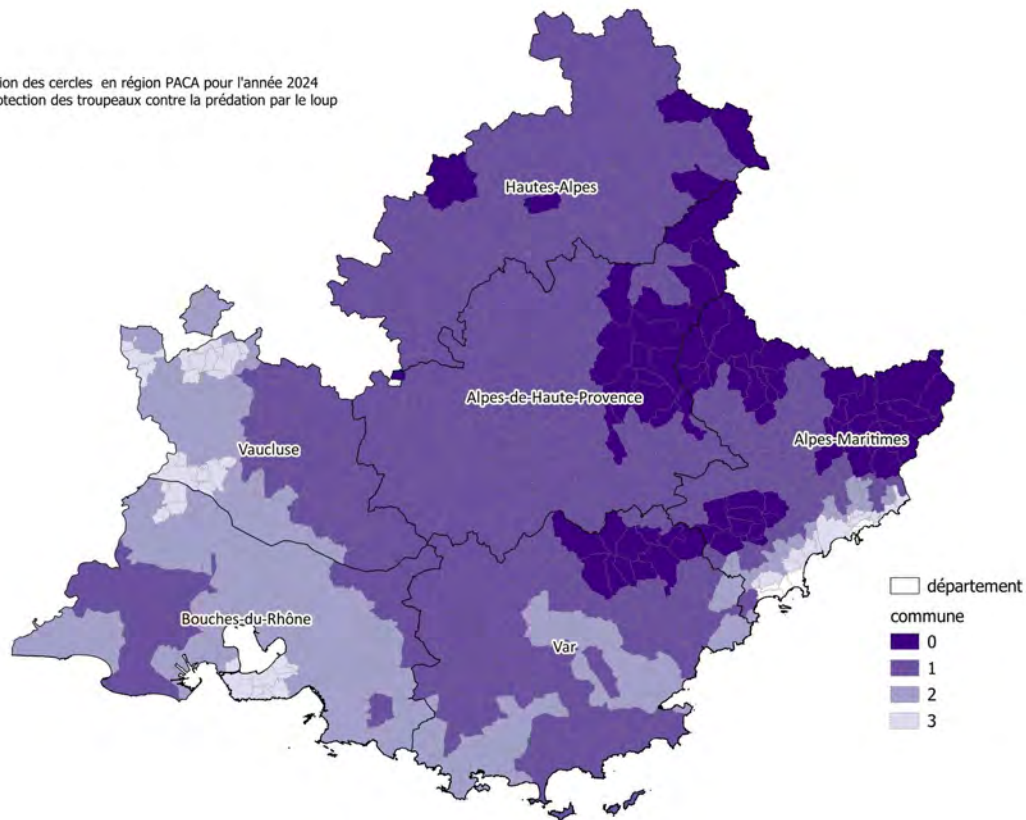 ion des cercles en région PACA pour l'année 2024
otection des troupeaux contre la prédation par le loup
Hautes-Alpes
Alpes-de-Haute-Provence
Alpes-Maritimes
Vaucluse
Bouches-du-Rhône
Var
département
commune
0
1
2
3